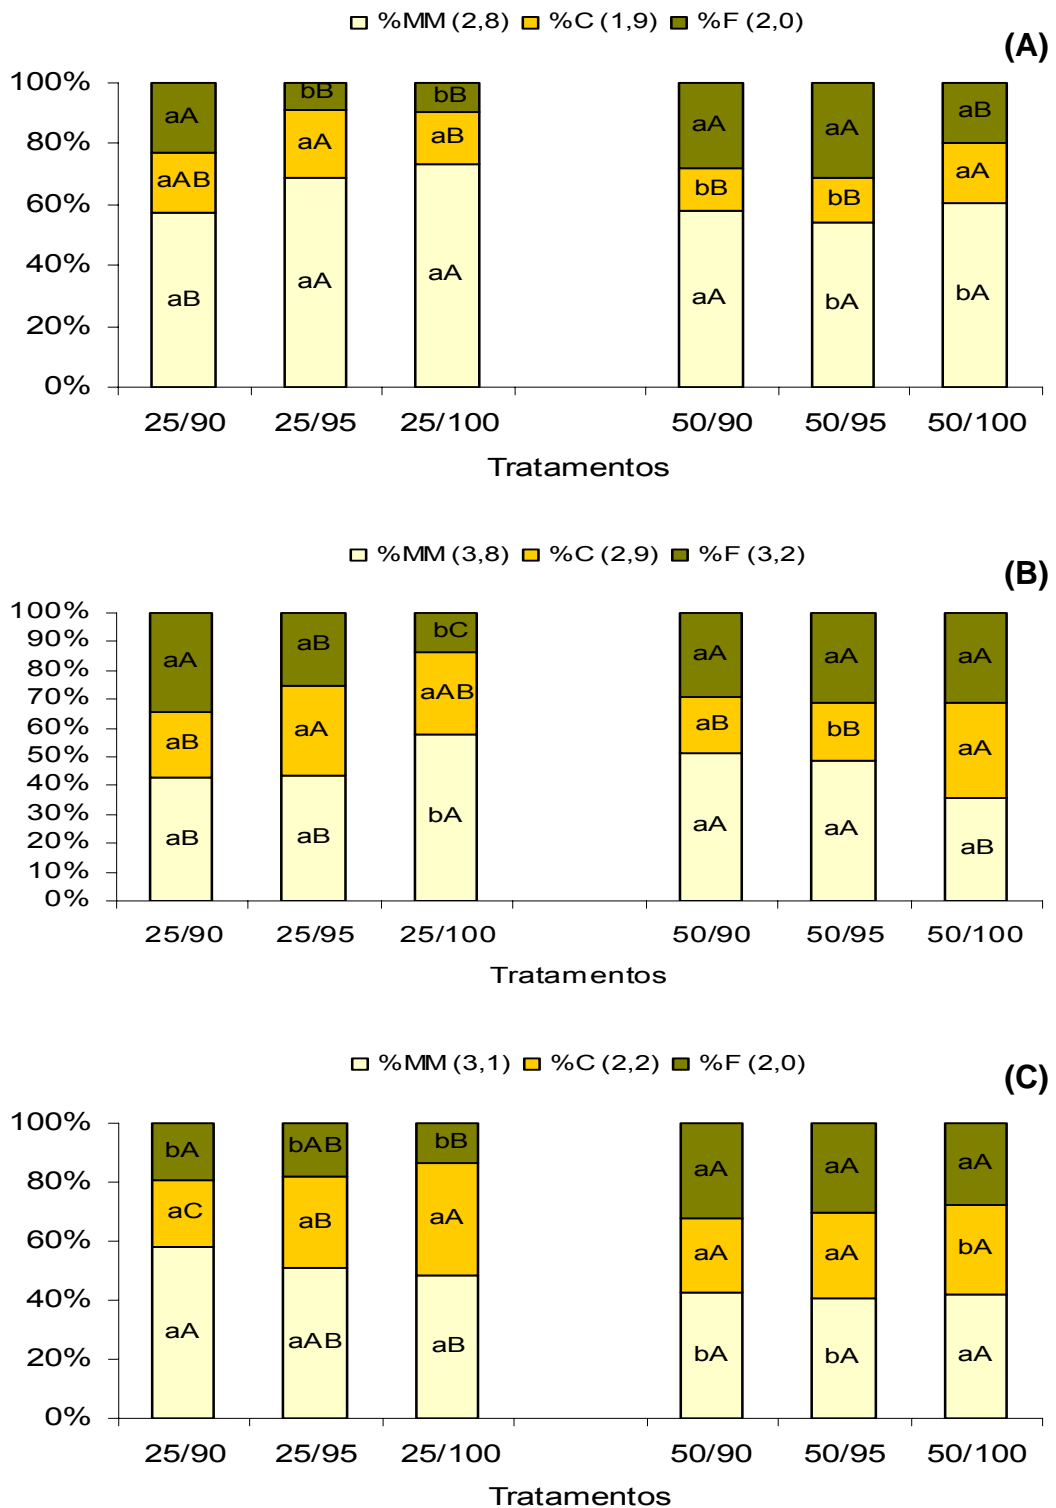 %MM (2,8) %C (1,9) %F (2,0)
(A)
100% bB bB
aA aA aA aB
80% aA aB aA
aAB bB bB
60%
40% aB aA aA aA bA bA
20%
0%
25/90 25/95 25/100 50/90 50/95 50/100
Tratamentos
%MM (3,8) %C (2,9) %F (3,2)
(B)
100%
90% aA aB bC aA aA aA
80%
70% aAB
60% aB aA aB bB aA
50%
40%
30% aB aB bA aA aA aB
20%
10%
0%
25/90 25/95 25/100 50/90 50/95 50/100
Tratamentos
%MM (3,1) %C (2,2) %F (2,0)
(C)
100%
bA bAB bB aA aA aA
80%
aC aB aA aA aA bA
60%
40%
aA aAB aB bA bA aA
20%
0%
25/90 25/95 25/100 50/90 50/95 50/100
Tratamentos